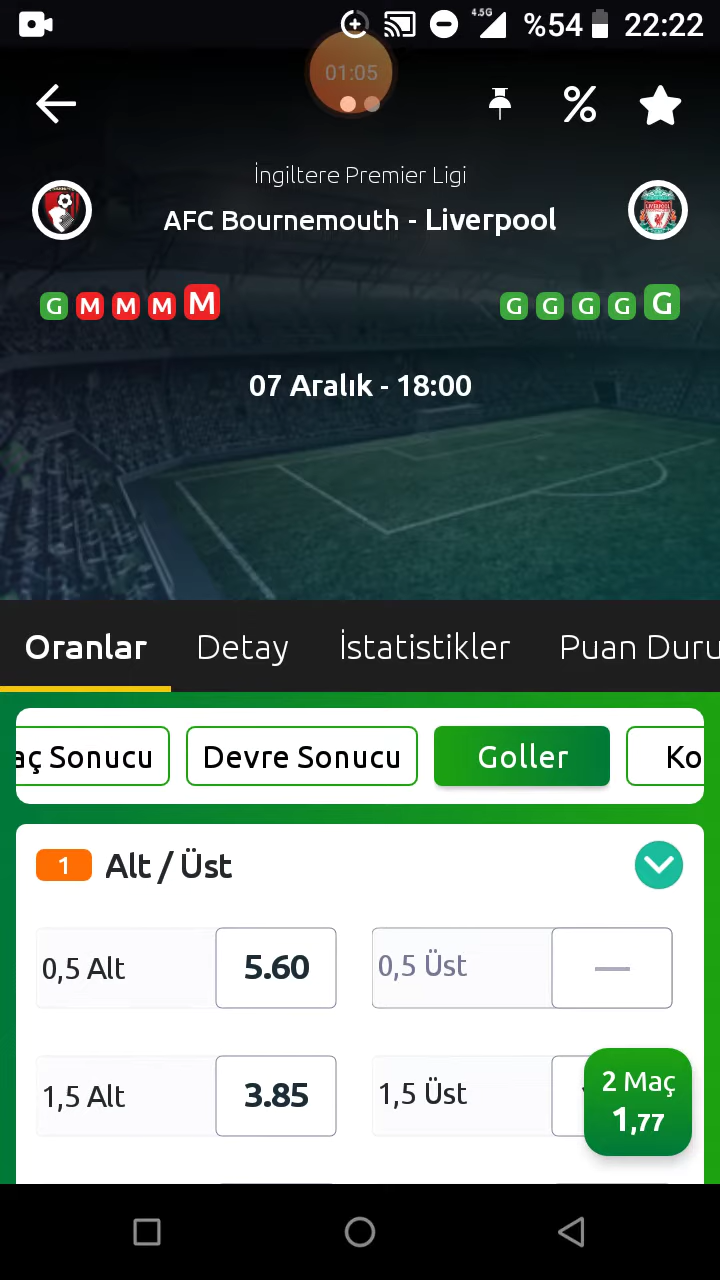 4.5G %54 22:22
01:05
İngiltere Premier Ligi
AFC Bournemouth - Liverpool
G M M M M G G G G G
07 Aralık - 18:00
Oranlar Detay İstatistikler Puan Duru
aç Sonucu Devre Sonucu Goller Ko
1 Alt / Üst
0,5 Alt 5.60 0,5 Üst —
1,5 Alt 3.85 1,5 Üst
2 Maç
1,77